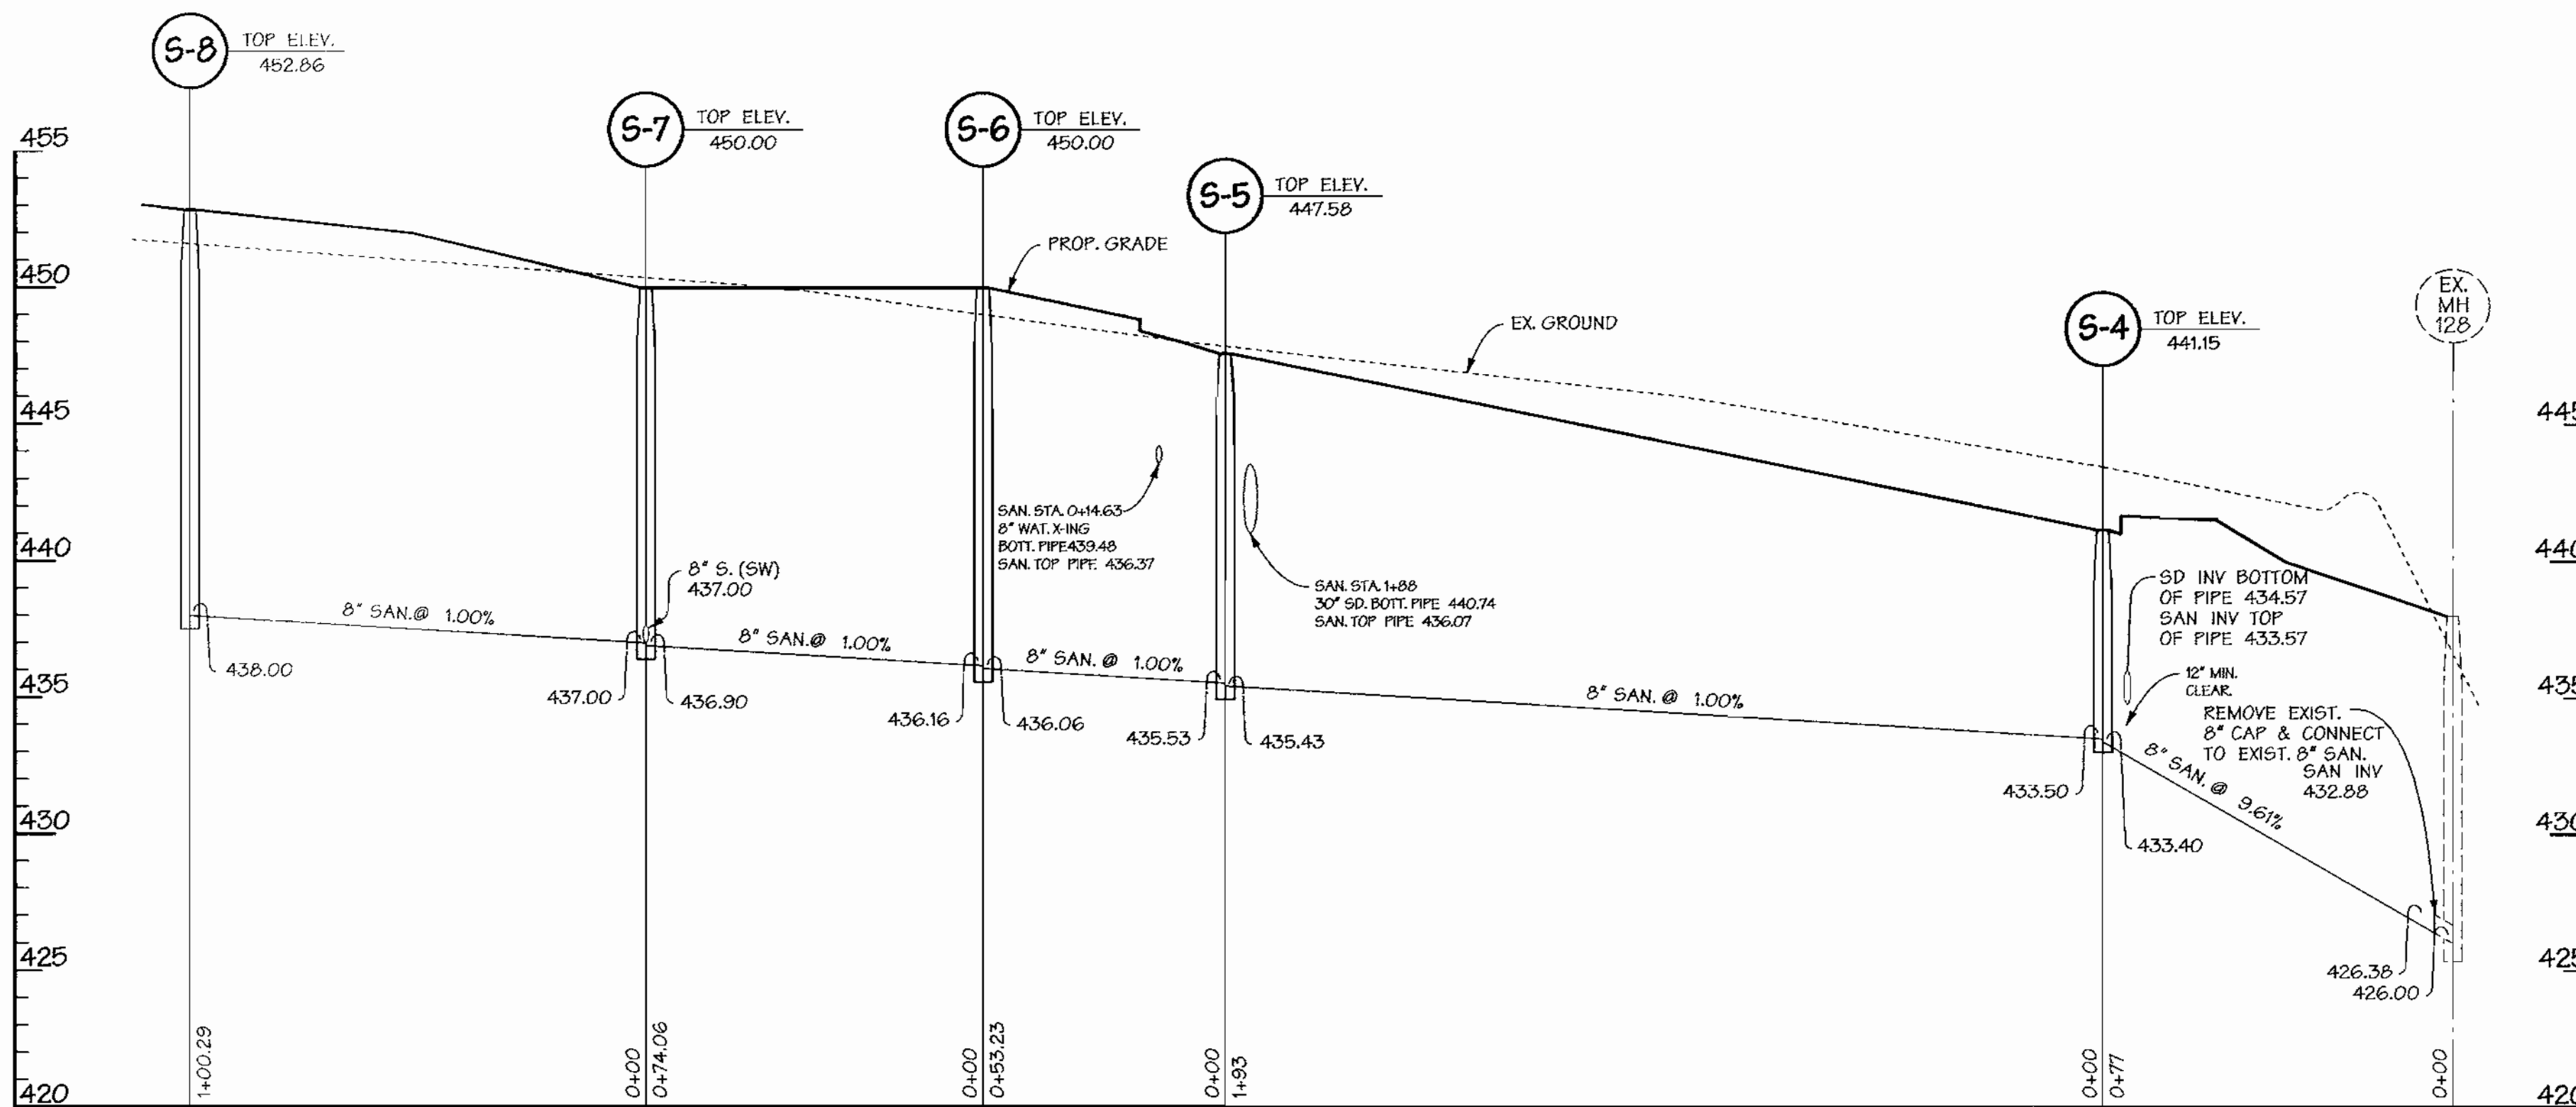 S-8
TOP ELEV.
452.86
S-7
TOP ELEV.
450.00
S-6
TOP ELEV.
450.00
S-5
TOP ELEV.
447.58
S-4
TOP ELEV.
441.15
EX.
MH
128
455
450
445
440
435
430
425
420
PROP. GRADE
EX. GROUND
SAN. STA. 0+14.63
8" WAT. X-ING
BOTT. PIPE439.48
SAN. TOP PIPE 436.37
SAN. STA. 1+88
30" SD. BOTT. PIPE 440.74
SAN. TOP PIPE 436.07
SD INV BOTTOM
OF PIPE 434.57
SAN INV TOP
OF PIPE 433.57
12" MIN.
CLEAR.
REMOVE EXIST.
8" CAP & CONNECT
TO EXIST. 8" SAN.
SAN INV
432.88
8" S. (SW)
437.00
8" SAN.@ 1.00%
8" SAN.@ 1.00%
8" SAN. @ 1.00%
8" SAN. @ 1.00%
8" SAN. @ 9.61%
438.00
437.00
436.90
436.16
436.06
435.53
435.43
433.50
433.40
426.38
426.00
1+00.29
0+00
0+74.06
0+00
0+53.23
0+00
1+93
0+00
0+77
0+00
445
440
435
430
425
420